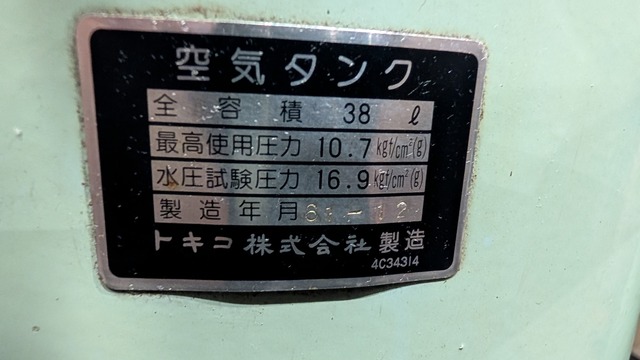 空気タンク
全容積 38 ℓ
最高使用圧力 10.7 kgf/cm²(g)
水圧試験圧力 16.9 kgf/cm²(g)
製造年月
トキコ株式会社製造
4C34314